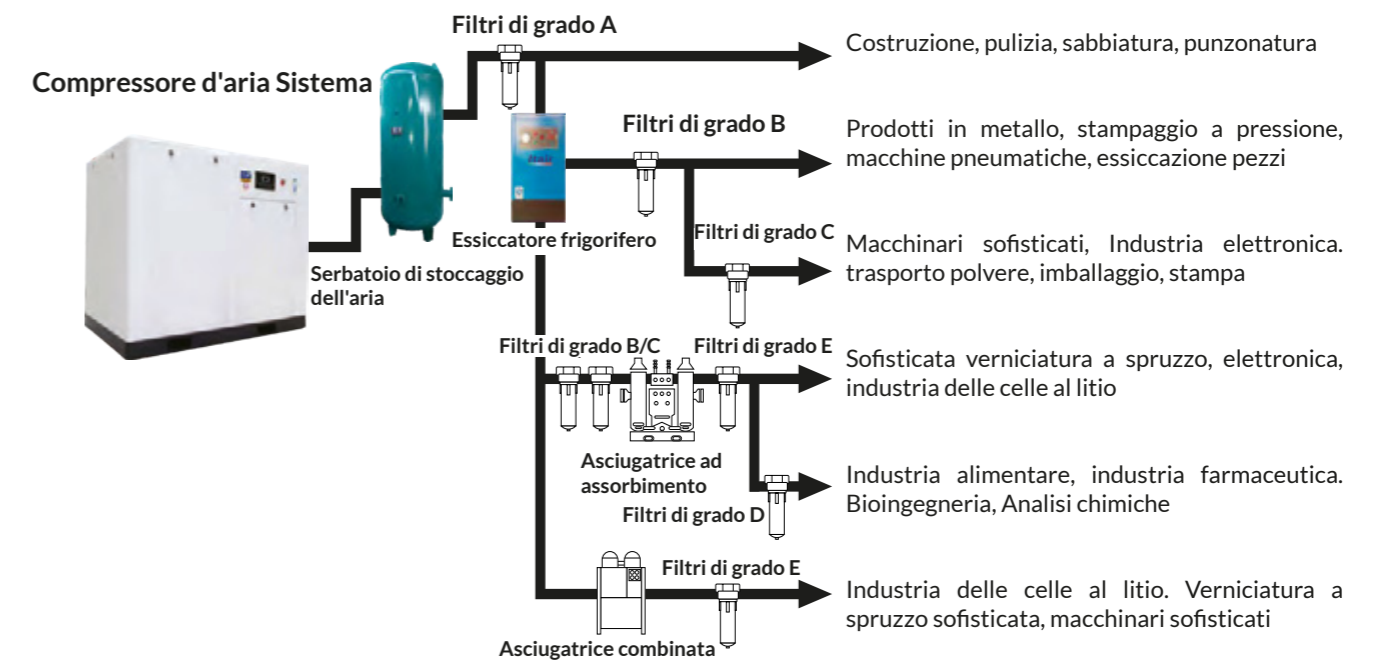 Filtri di grado A
Costruzione, pulizia, sabbiatura, punzonatura
Compressore d'aria Sistema
Filtri di grado B
Prodotti in metallo, stampaggio a pressione,
macchine pneumatiche, essiccazione pezzi
Essiccatore frigorifero
Filtri di grado C
Macchinari sofisticati, Industria elettronica.
trasporto polvere, imballaggio, stampa
Serbatoio di stoccaggio
dell'aria
Filtri di grado B/C
Filtri di grado E
Sofisticata verniciatura a spruzzo, elettronica,
industria delle celle al litio
Asciugatrice ad
assorbimento
Industria alimentare, industria farmaceutica.
Bioingegneria, Analisi chimiche
Filtri di grado D
Filtri di grado E
Industria delle celle al litio. Verniciatura a
spruzzo sofisticata, macchinari sofisticati
Asciugatrice combinata